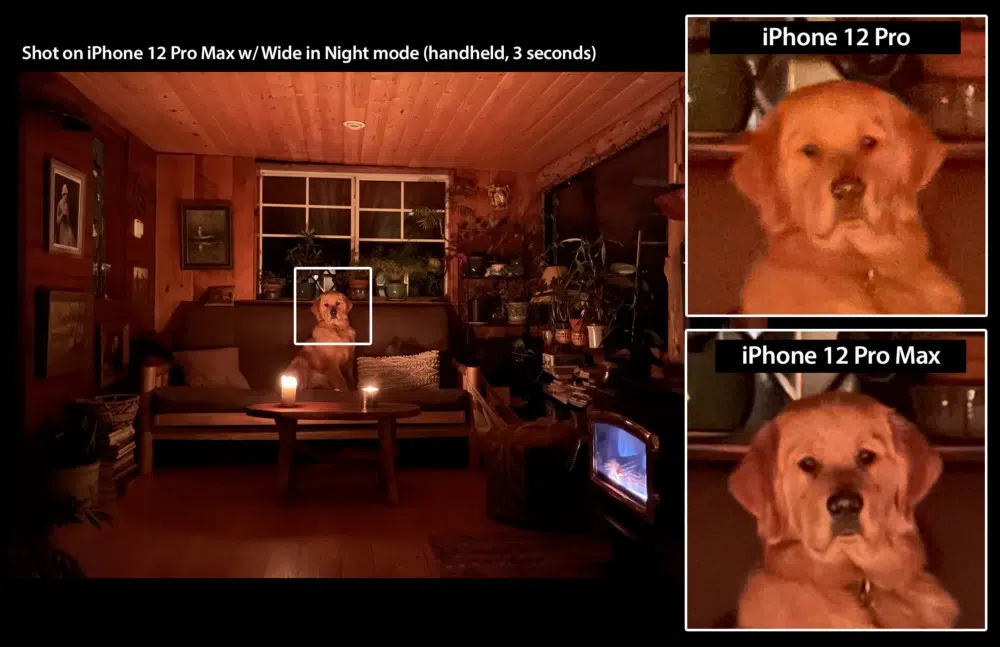 Shot on iPhone 12 Pro Max w/ Wide in Night mode (handheld, 3 seconds)
iPhone 12 Pro
iPhone 12 Pro Max